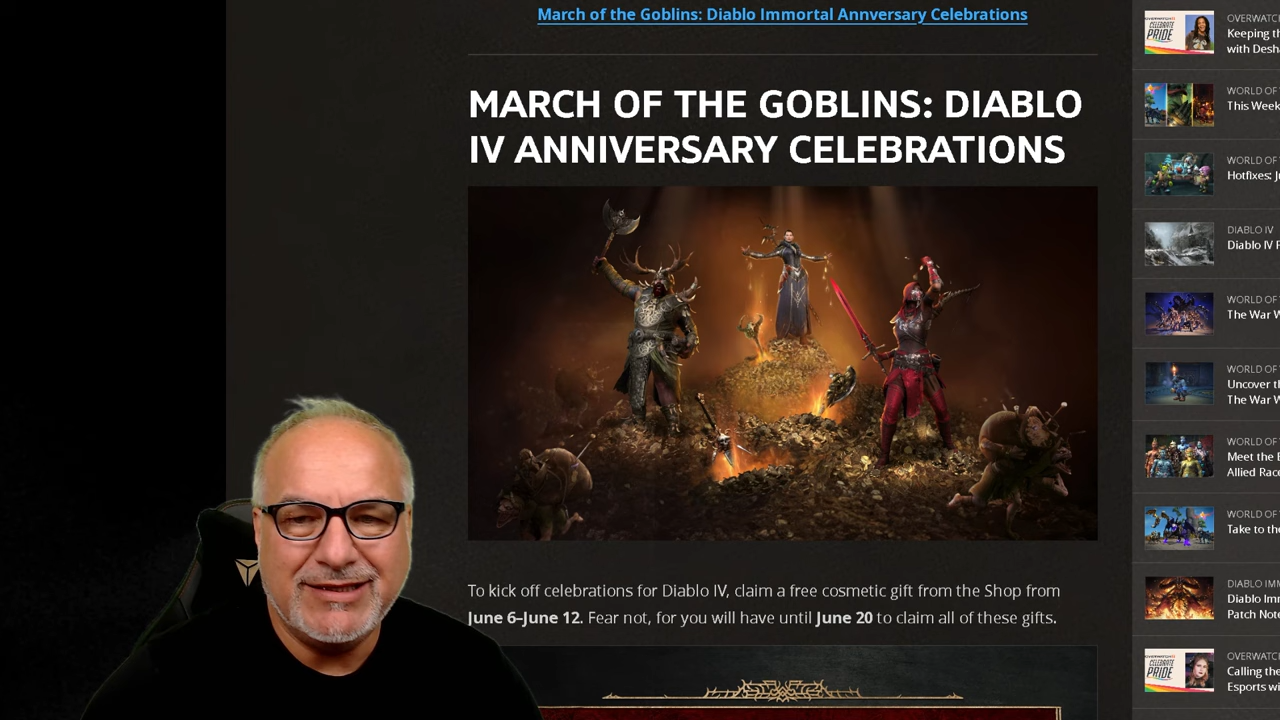 March of the Goblins: Diablo Immortal Annversary Celebrations
MARCH OF THE GOBLINS: DIABLO
IV ANNIVERSARY CELEBRATIONS
To kick off celebrations for Diablo IV, claim a free cosmetic gift from the Shop from
June 6–June 12. Fear not, for you will have until June 20 to claim all of these gifts.
OVERWATC
Keeping th
with Desh
CELEBRATE
PRIDE
WORLD OF
This Week
WORLD OF
Hotfixes: Ju
DIABLO IV
Diablo IV P
WORLD OF
The War W
WORLD OF
Uncover th
The War W
WORLD OF
Meet the E
Allied Race
WORLD OF
Take to the
DIABLO IMM
Diablo Imm
Patch Note
OVERWATC
Calling the
Esports wi
CELEBRATE
PRIDE